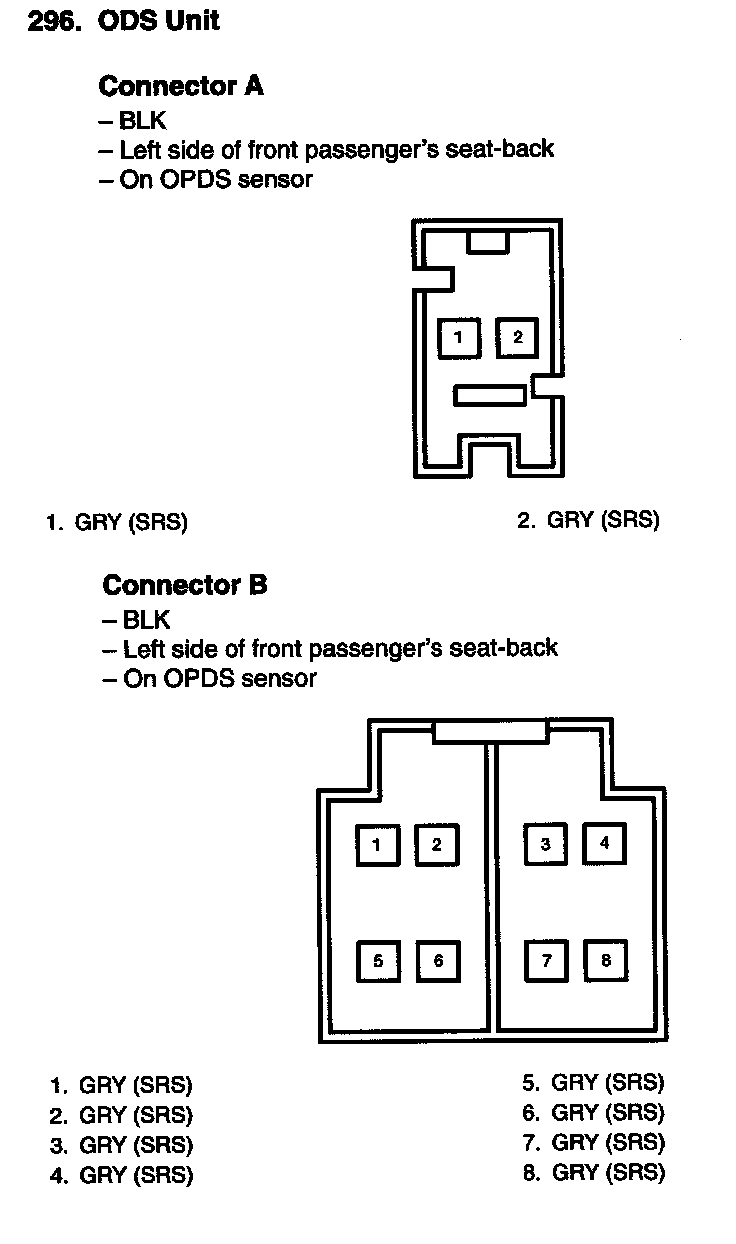 296. ODS Unit
Connector A
– BLK
– Left side of front passenger's seat-back
– On OPDS sensor
1 2
1. GRY (SRS) 2. GRY (SRS)
Connector B
– BLK
– Left side of front passenger's seat-back
– On OPDS sensor
1 2 3 4
5 6 7 8
1. GRY (SRS)
2. GRY (SRS)
3. GRY (SRS)
4. GRY (SRS)
5. GRY (SRS)
6. GRY (SRS)
7. GRY (SRS)
8. GRY (SRS)